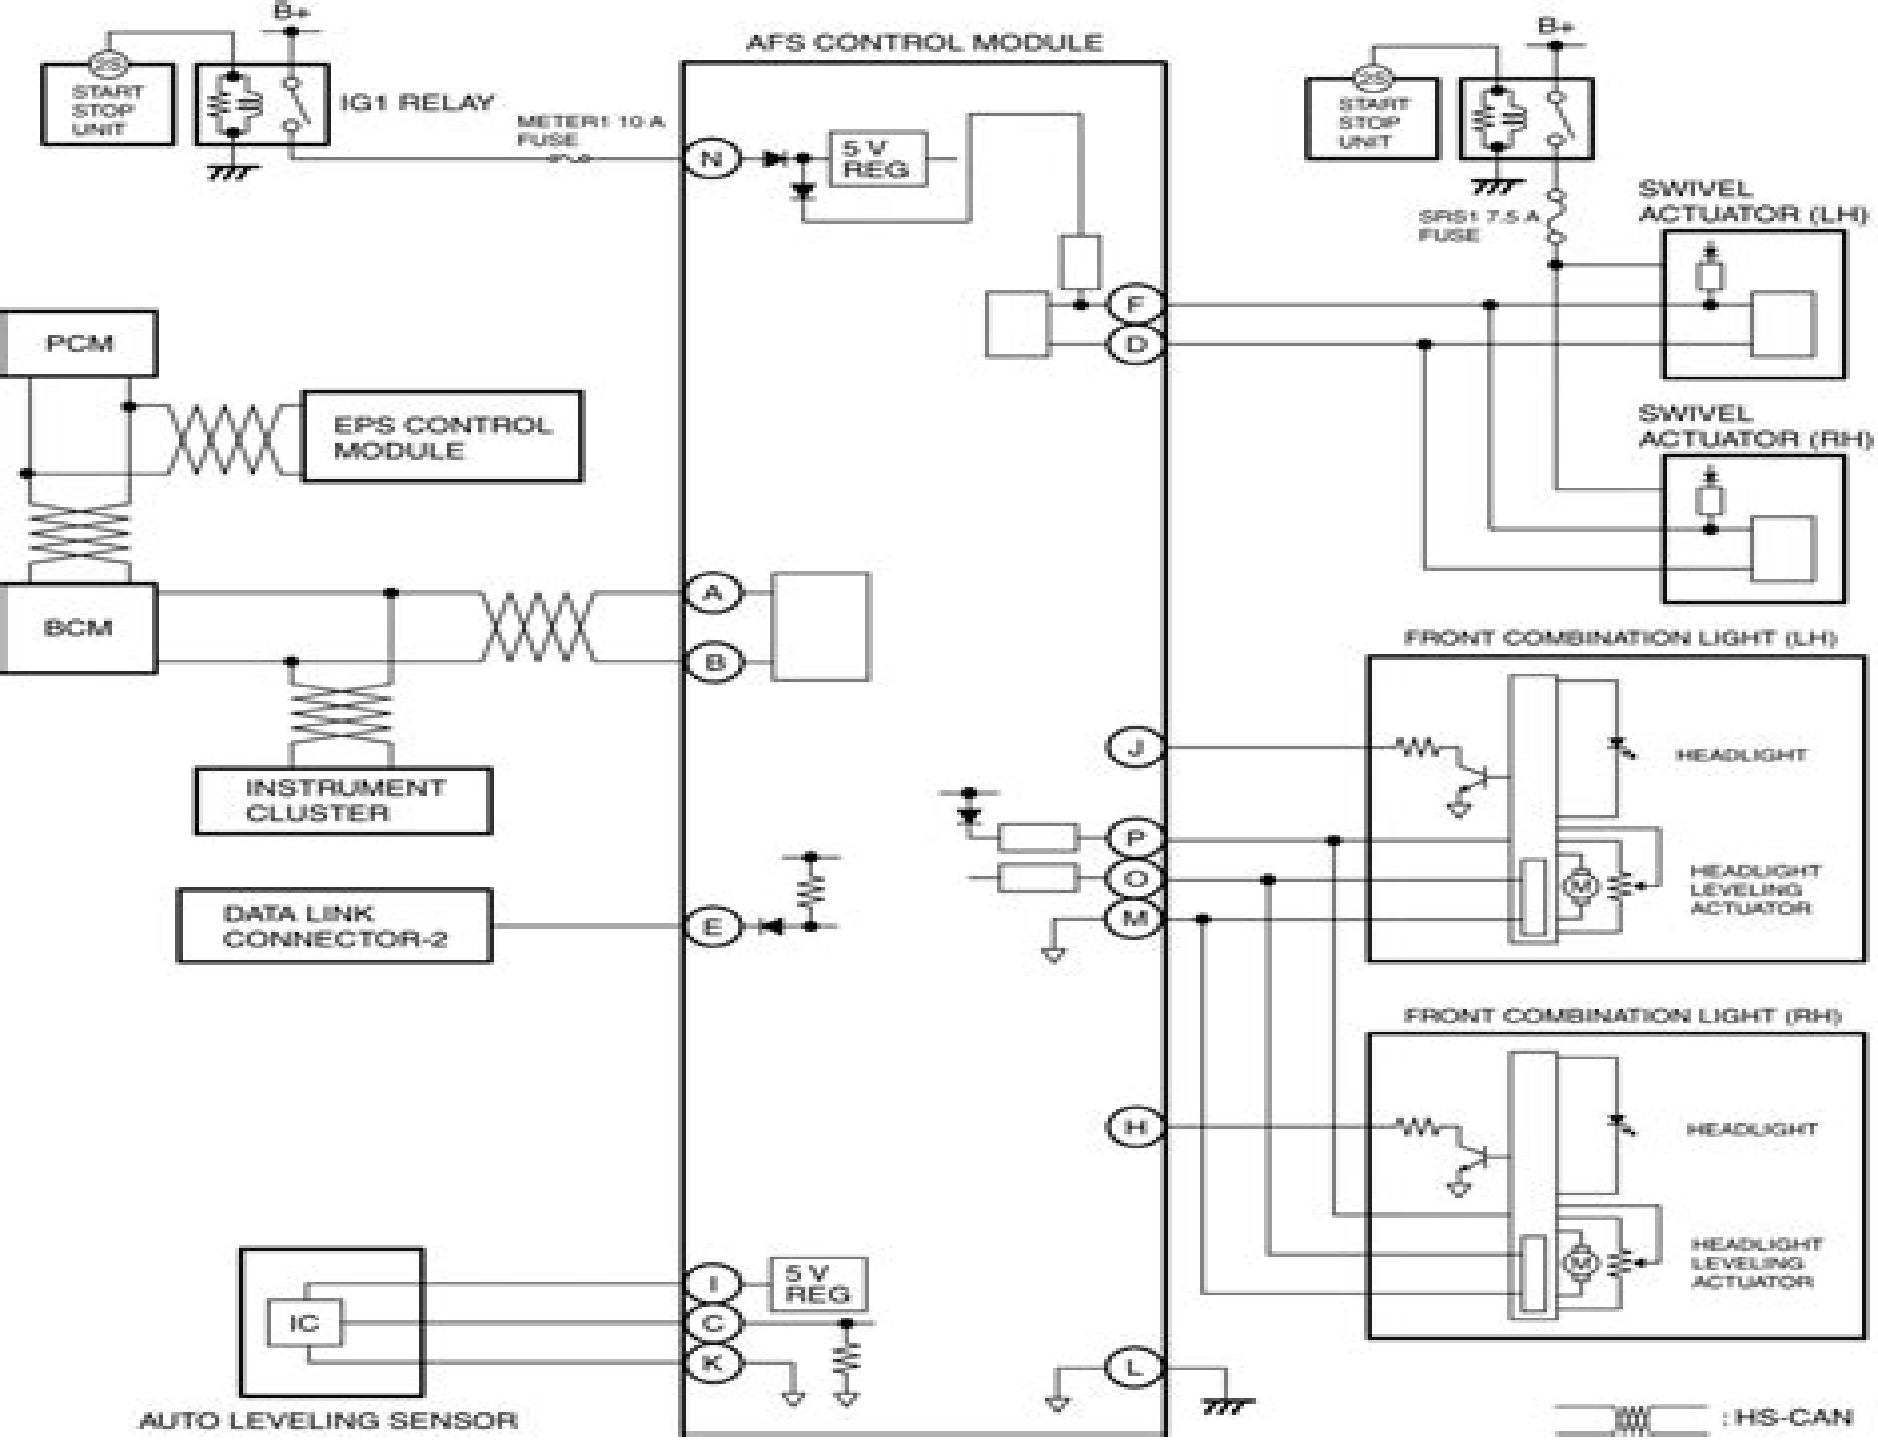 B+
AFS CONTROL MODULE
B+
2S
START
STOP
UNIT
IG1 RELAY
METER1 10 A
FUSE
N
5 V
REG
2S
START
STOP
UNIT
SRS1 7.5 A
FUSE
SWIVEL
ACTUATOR (LH)
F
D
PCM
EPS CONTROL
MODULE
SWIVEL
ACTUATOR (RH)
A
BCM
B
FRONT COMBINATION LIGHT (LH)
J
HEADLIGHT
INSTRUMENT
CLUSTER
P
O
M
M
HEADLIGHT
LEVELING
ACTUATOR
DATA LINK
CONNECTOR-2
E
FRONT COMBINATION LIGHT (RH)
H
HEADLIGHT
M
HEADLIGHT
LEVELING
ACTUATOR
I
5 V
REG
IC
C
K
L
AUTO LEVELING SENSOR
: HS-CAN